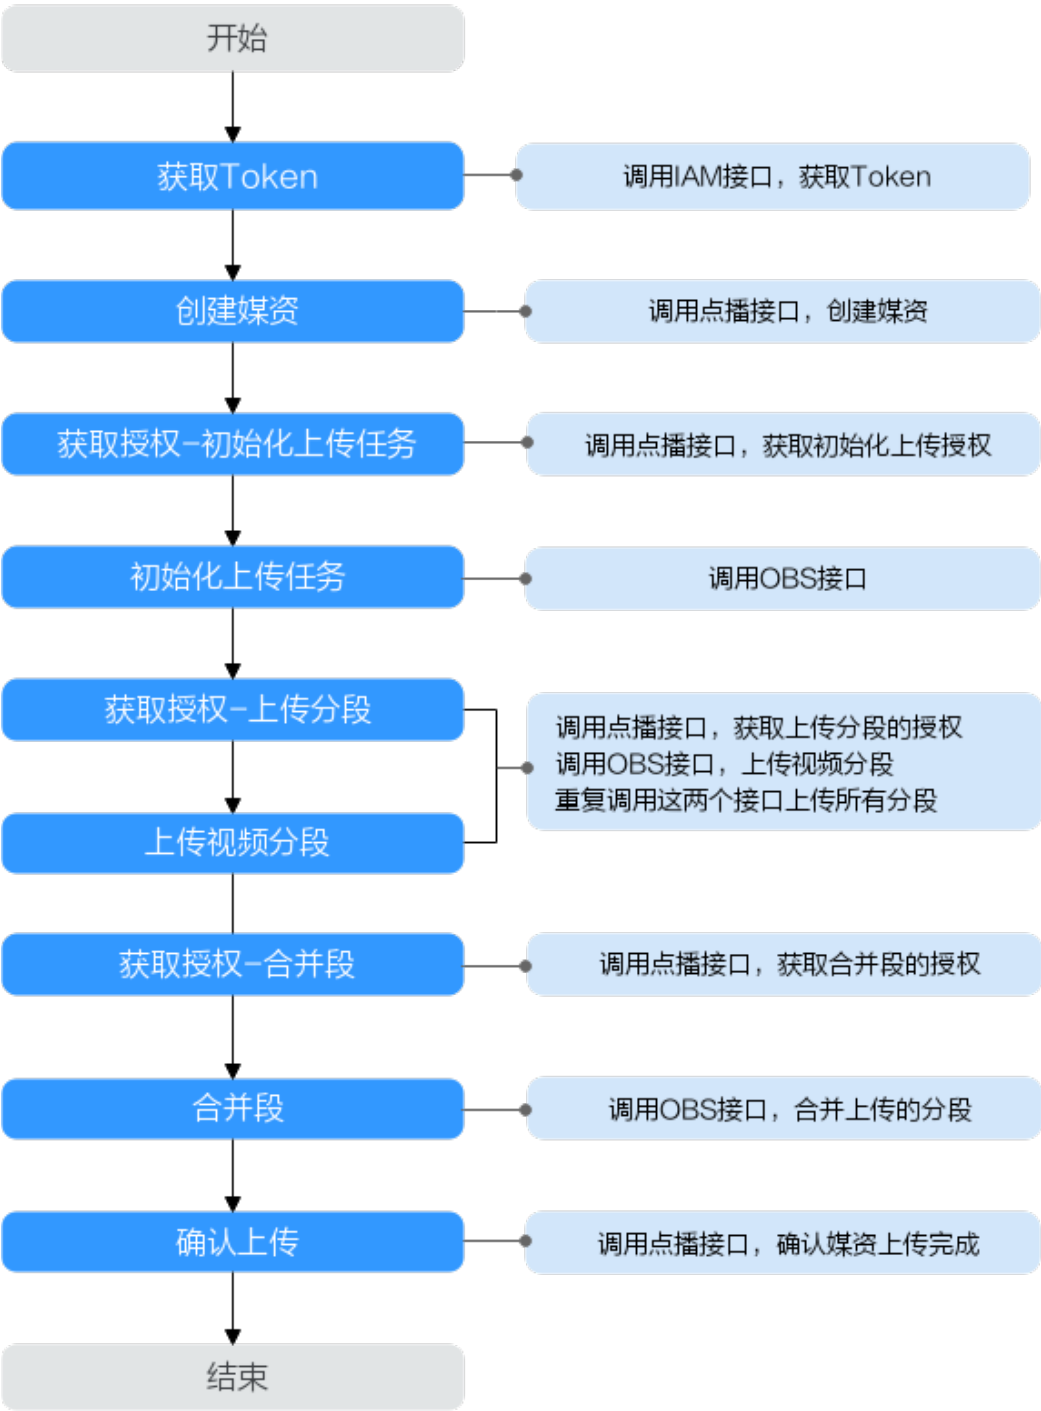 开始
获取Token
调用IAM接口，获取Token
创建媒资
调用点播接口，创建媒资
获取授权-初始化上传任务
调用点播接口，获取初始化上传授权
初始化上传任务
调用OBS接口
获取授权-上传分段
调用点播接口，获取上传分段的授权
调用OBS接口，上传视频分段
重复调用这两个接口上传所有分段
上传视频分段
获取授权-合并段
调用点播接口，获取合并段的授权
合并段
调用OBS接口，合并上传的分段
确认上传
调用点播接口，确认媒资上传完成
结束